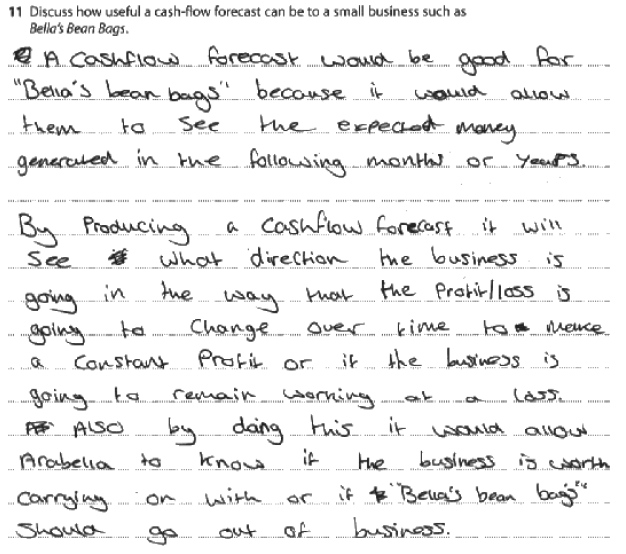 11 Discuss how useful a cash-flow forecast can be to a small business such as
Bella's Bean Bags.
A Cashflow forecast would be good for
"Bella's bean bags" because it would allow
them to see the expected money
generated in the following months or years.
By Producing a cashflow forecast it will
see what direction the business is
going in the way that the Profit/loss is
going to change over time to make
a constant Profit or if the business is
going to remain working at a loss.
Also by doing this it would allow
Arabella to know if the business is worth
carrying on with or if "Bella's bean bags"
should go out of business.